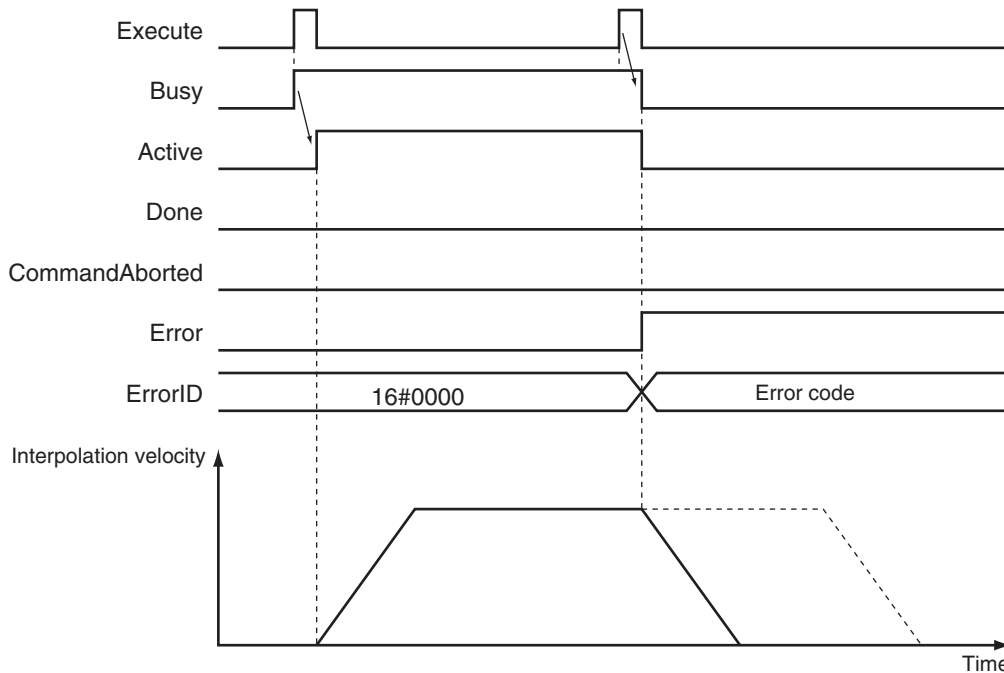 Execute
Busy
Active
Done
CommandAborted
Error
ErrorID
16#0000
Error code
Interpolation velocity
Time